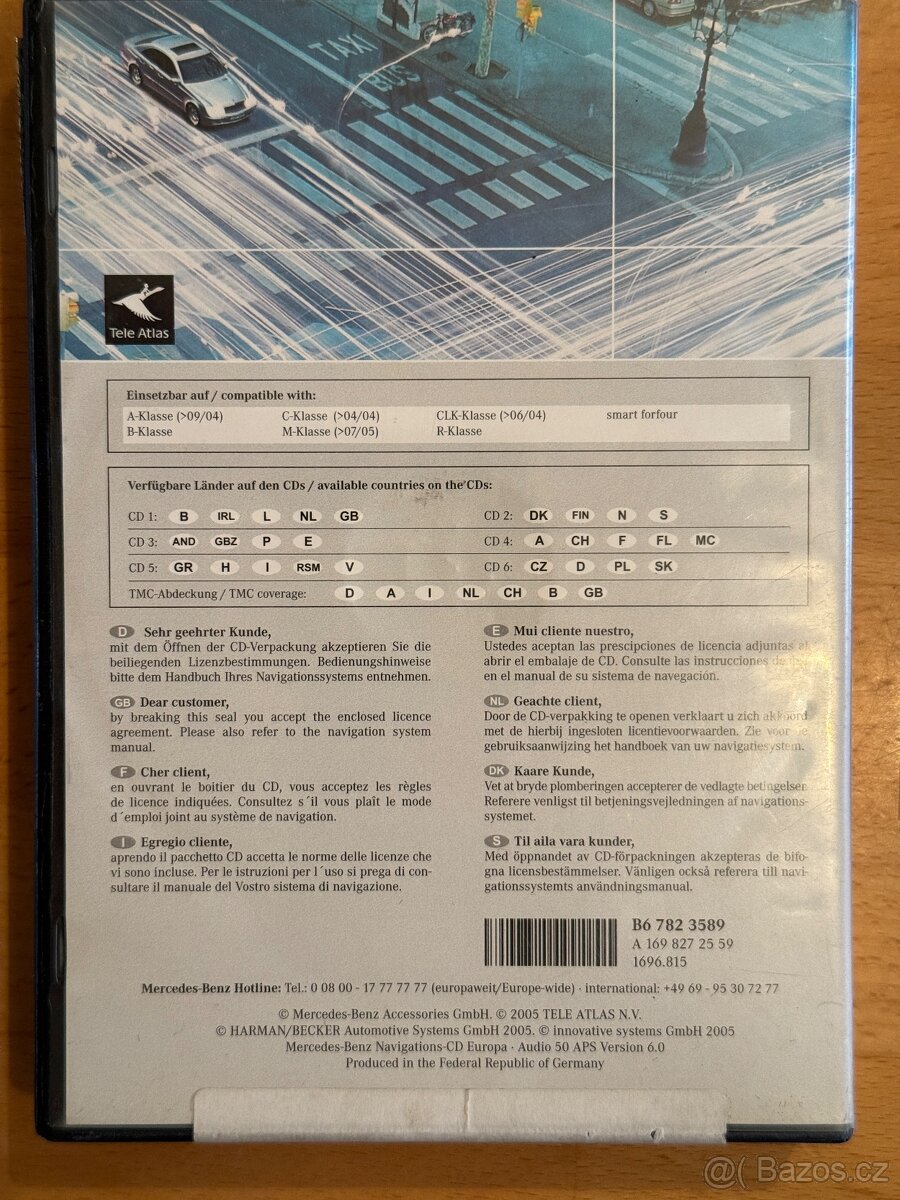 TAXI
BUS
Tele Atlas
Einsetzbar auf / compatible with:
A-Klasse (>09/04) C-Klasse (>04/04) CLK-Klasse (>06/04) smart forfour
B-Klasse M-Klasse (>07/05) R-Klasse
Verfügbare Länder auf den CDs / available countries on the CDs:
CD 1: B IRL L NL GB CD 2: DK FIN N S
CD 3: AND GBZ P E CD 4: A CH F FL MC
CD 5: GR H I RSM V CD 6: CZ D PL SK
TMC-Abdeckung / TMC coverage: D A I NL CH B GB
D Sehr geehrter Kunde,
mit dem Öffnen der CD-Verpackung akzeptieren Sie die
beiliegenden Lizenzbestimmungen. Bedienungshinweise
bitte dem Handbuch Ihres Navigationssystems entnehmen.
GB Dear customer,
by breaking this seal you accept the enclosed licence
agreement. Please also refer to the navigation system
manual.
F Cher client,
en ouvrant le boitier du CD, vous acceptez les règles
de licence indiquées. Consultez s´il vous plaît le mode
d´emploi joint au système de navigation.
I Egregio cliente,
aprendo il pacchetto CD accetta le norme delle licenze che
vi sono incluse. Per le istruzioni per l´uso si prega di con-
sultare il manuale del Vostro sistema di navigazione.
E Mui cliente nuestro,
Ustedes aceptan las prescipciones de licencia adjuntas al
abrir el embalaje de CD. Consulte las instrucciones de
en el manual de su sistema de navegación.
NL Geachte client,
Door de CD-verpakking te openen verklaart u zich akkoord
met de hierbij ingesloten licentievoorwaarden. Zie voor de
gebruiksaanwijzing het handboek van uw navigatiesystem.
DK Kaare Kunde,
Vet at bryde plomberingen accepterer de vedlagte betingelser.
Referere venligst til betjeningsvejledningen af navigations-
systemet.
S Til aila vara kunder,
Med öppnandet av CD-förpackningen akzepteras de bifo-
gna licensbestämmelser. Vänligen också referera till navi-
gationssystemts användningsmanual.
B6 782 3589
A 169 827 25 59
1696.815
Mercedes-Benz Hotline: Tel.: 0 08 00 - 17 77 77 77 (europaweit/Europe-wide) · international: +49 69 - 95 30 72 77
© Mercedes-Benz Accessories GmbH. © 2005 TELE ATLAS N.V.
© HARMAN/BECKER Automotive Systems GmbH 2005. © innovative systems GmbH 2005
Mercedes-Benz Navigations-CD Europa · Audio 50 APS Version 6.0
Produced in the Federal Republic of Germany
@( Bazos.cz